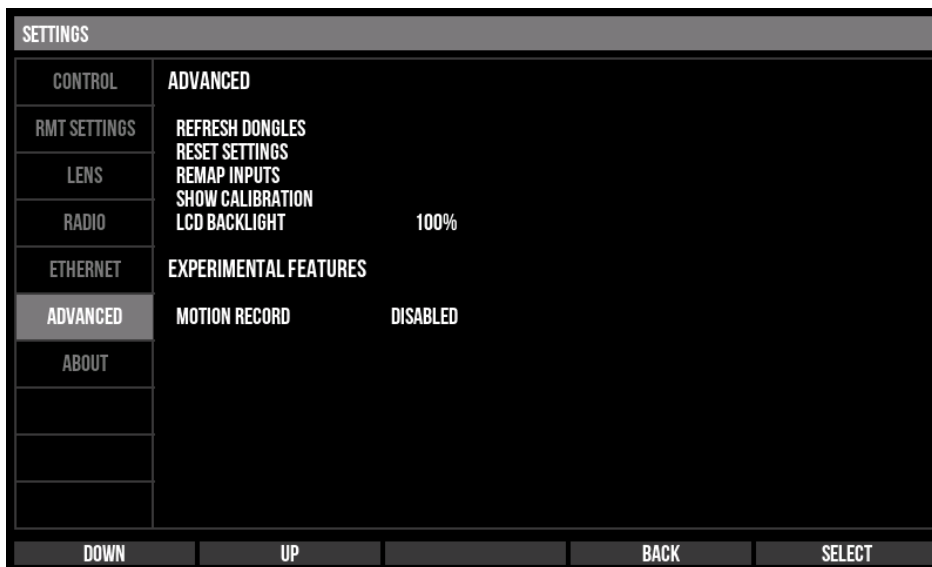 SETTINGS
CONTROL
RMT SETTINGS
LENS
RADIO
ETHERNET
ADVANCED
ABOUT
ADVANCED
REFRESH DONGLES
RESET SETTINGS
REMAP INPUTS
SHOW CALIBRATION
LCD BACKLIGHT 100%
EXPERIMENTAL FEATURES
MOTION RECORD DISABLED
DOWN UP BACK SELECT